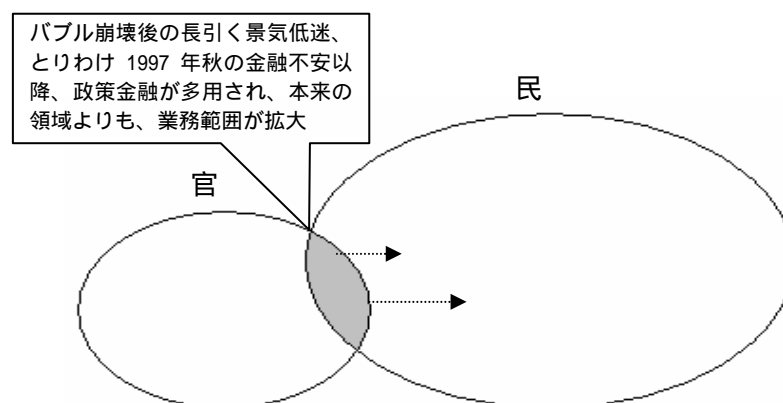 バブル崩壊後の長引く景気低迷、
とりわけ 1997 年秋の金融不安以
降、政策金融が多用され、本来の
領域よりも、業務範囲が拡大
民
官